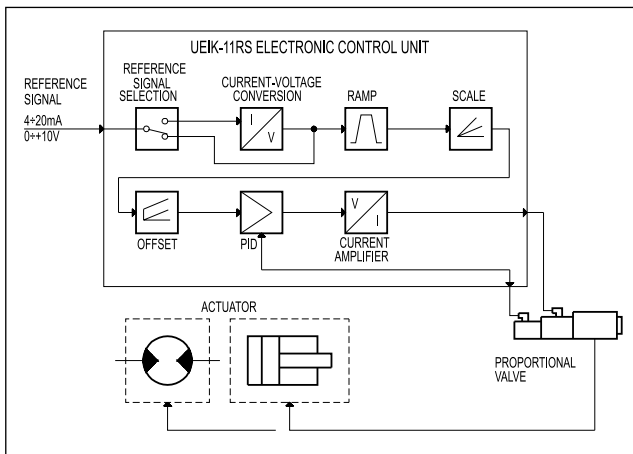 UEIK-11RS ELECTRONIC CONTROL UNIT
REFERENCE
SIGNAL
4÷20mA
0÷+10V
REFERENCE
SIGNAL
SELECTION
CURRENT-VOLTAGE
CONVERSION
RAMP
SCALE
I
V
OFFSET
PID
V
I
CURRENT
AMPLIFIER
ACTUATOR
PROPORTIONAL
VALVE